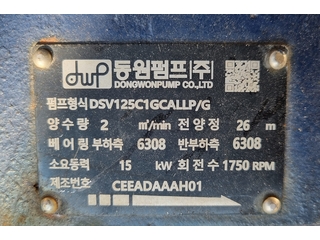 dwp 동원펌프(주)
DONGWONPUMP CO.,LTD
펌프형식 DSV125C1GCALLP/G
양수량 2 m³/min 전양정 26 m
베어링 부하측 6308 반부하측 6308
소요동력 15 kW 회전수 1750 RPM
제조번호 CEEADAAAH01